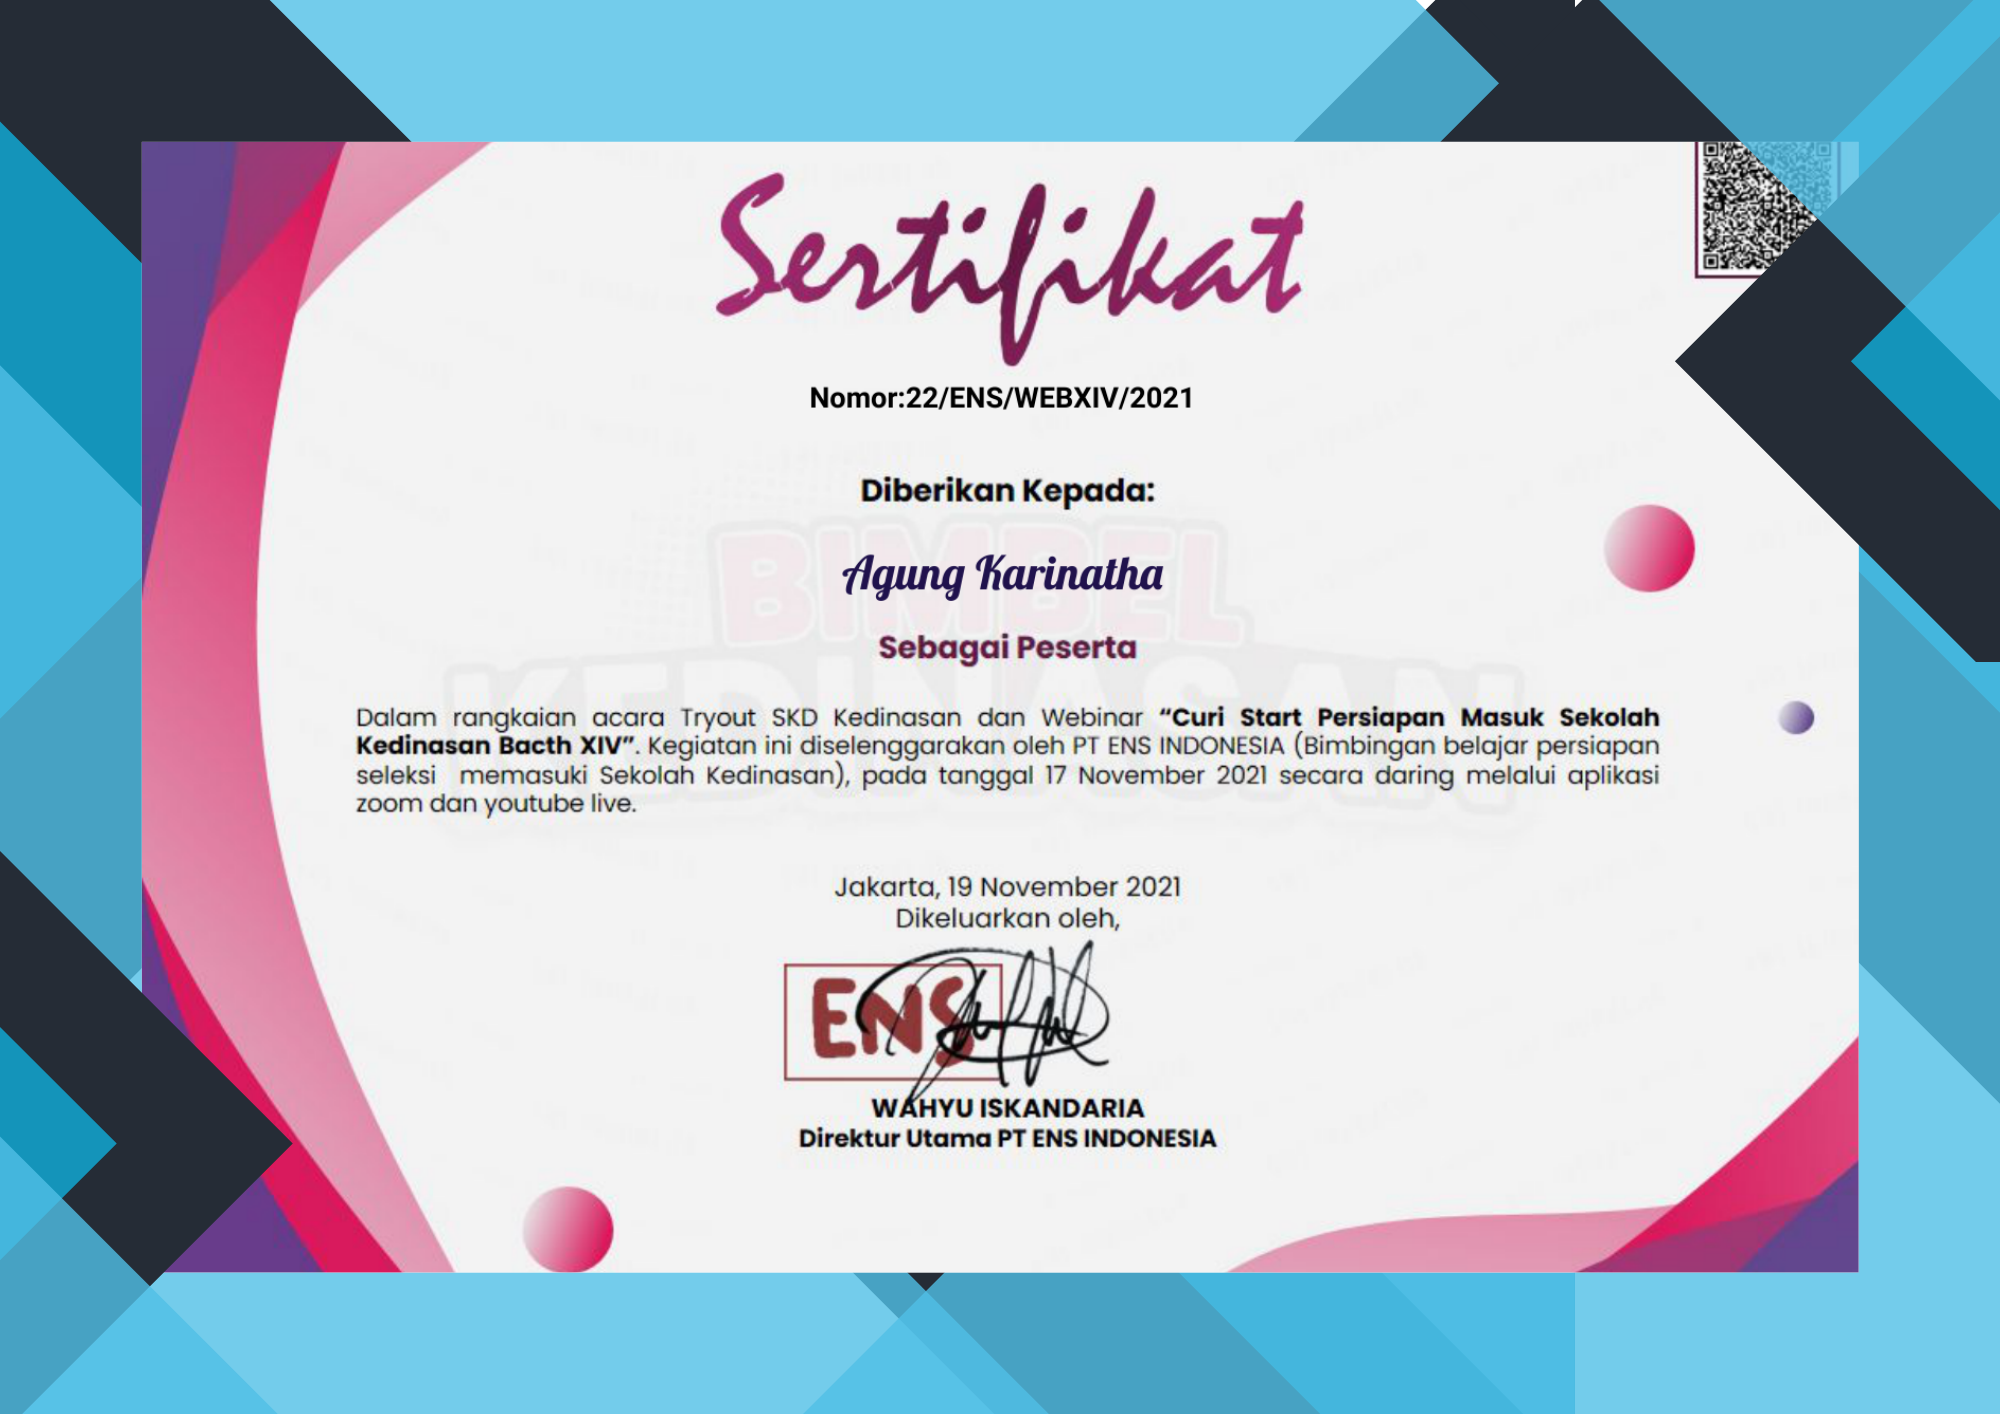 Sertifikat
Nomor:22/ENS/WEBXIV/2021
Diberikan Kepada:
BIMBEL
Agung Karinatha
Sebagai Peserta
KEDINASAN
Dalam rangkaian acara Tryout SKD Kedinasan dan Webinar “Curi Start Persiapan Masuk Sekolah
Kedinasan Bacth XIV”. Kegiatan ini diselenggarakan oleh PT ENS INDONESIA (Bimbingan belajar persiapan
seleksi memasuki Sekolah Kedinasan), pada tanggal 17 November 2021 secara daring melalui aplikasi
zoom dan youtube live.
Jakarta, 19 November 2021
Dikeluarkan oleh,
ENS
WAHYU ISKANDARIA
Direktur Utama PT ENS INDONESIA